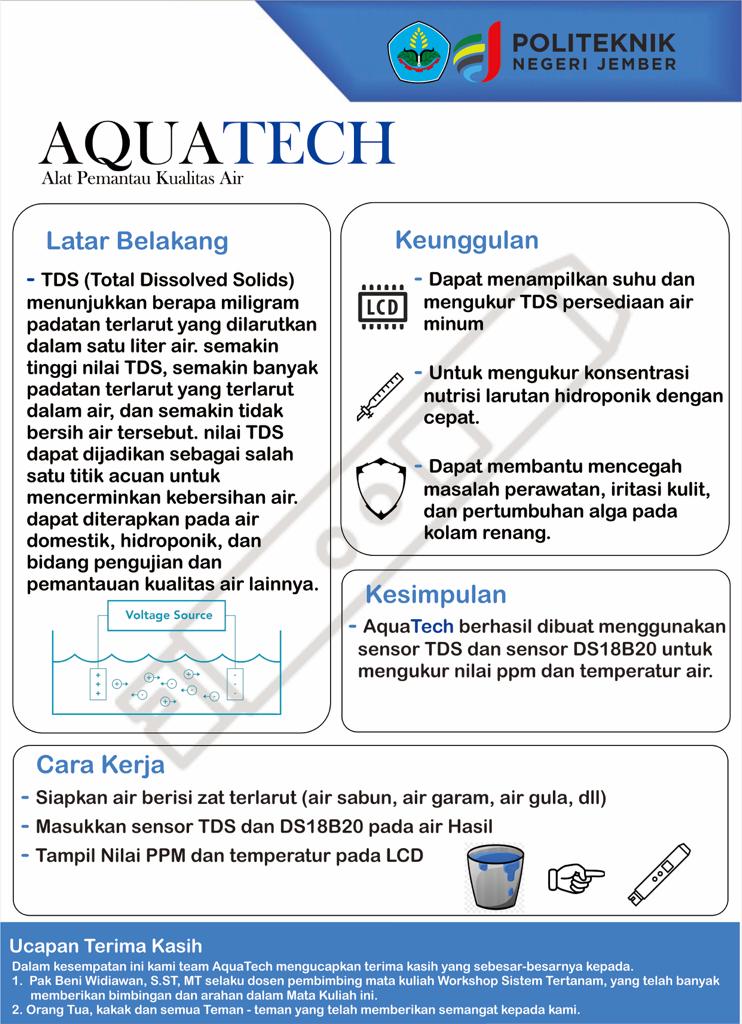 POLITEKNIK
NEGERI JEMBER
AQUATECH
Alat Pemantau Kualitas Air
Latar Belakang
- TDS (Total Dissolved Solids)
menunjukkan berapa miligram
padatan terlarut yang dilarutkan
dalam satu liter air. semakin
tinggi nilai TDS, semakin banyak
padatan terlarut yang terlarut
dalam air, dan semakin tidak
bersih air tersebut. nilai TDS
dapat dijadikan sebagai salah
satu titik acuan untuk
mencerminkan kebersihan air.
dapat diterapkan pada air
domestik, hidroponik, dan
bidang pengujian dan
pemantauan kualitas air lainnya.
Voltage Source
Keunggulan
LCD
- Dapat menampilkan suhu dan
mengukur TDS persediaan air
minum
- Untuk mengukur konsentrasi
nutrisi larutan hidroponik dengan
cepat.
- Dapat membantu mencegah
masalah perawatan, iritasi kulit,
dan pertumbuhan alga pada
kolam renang.
Kesimpulan
- AquaTech berhasil dibuat menggunakan
sensor TDS dan sensor DS18B20 untuk
mengukur nilai ppm dan temperatur air.
Cara Kerja
- Siapkan air berisi zat terlarut (air sabun, air garam, air gula, dll)
- Masukkan sensor TDS dan DS18B20 pada air Hasil
- Tampil Nilai PPM dan temperatur pada LCD
Ucapan Terima Kasih
Dalam kesempatan ini kami team AquaTech mengucapkan terima kasih yang sebesar-besarnya kepada.
1. Pak Beni Widiawan, S.ST, MT selaku dosen pembimbing mata kuliah Workshop Sistem Tertanam, yang telah banyak
memberikan bimbingan dan arahan dalam Mata Kuliah ini.
2. Orang Tua, kakak dan semua Teman - teman yang telah memberikan semangat kepada kami.